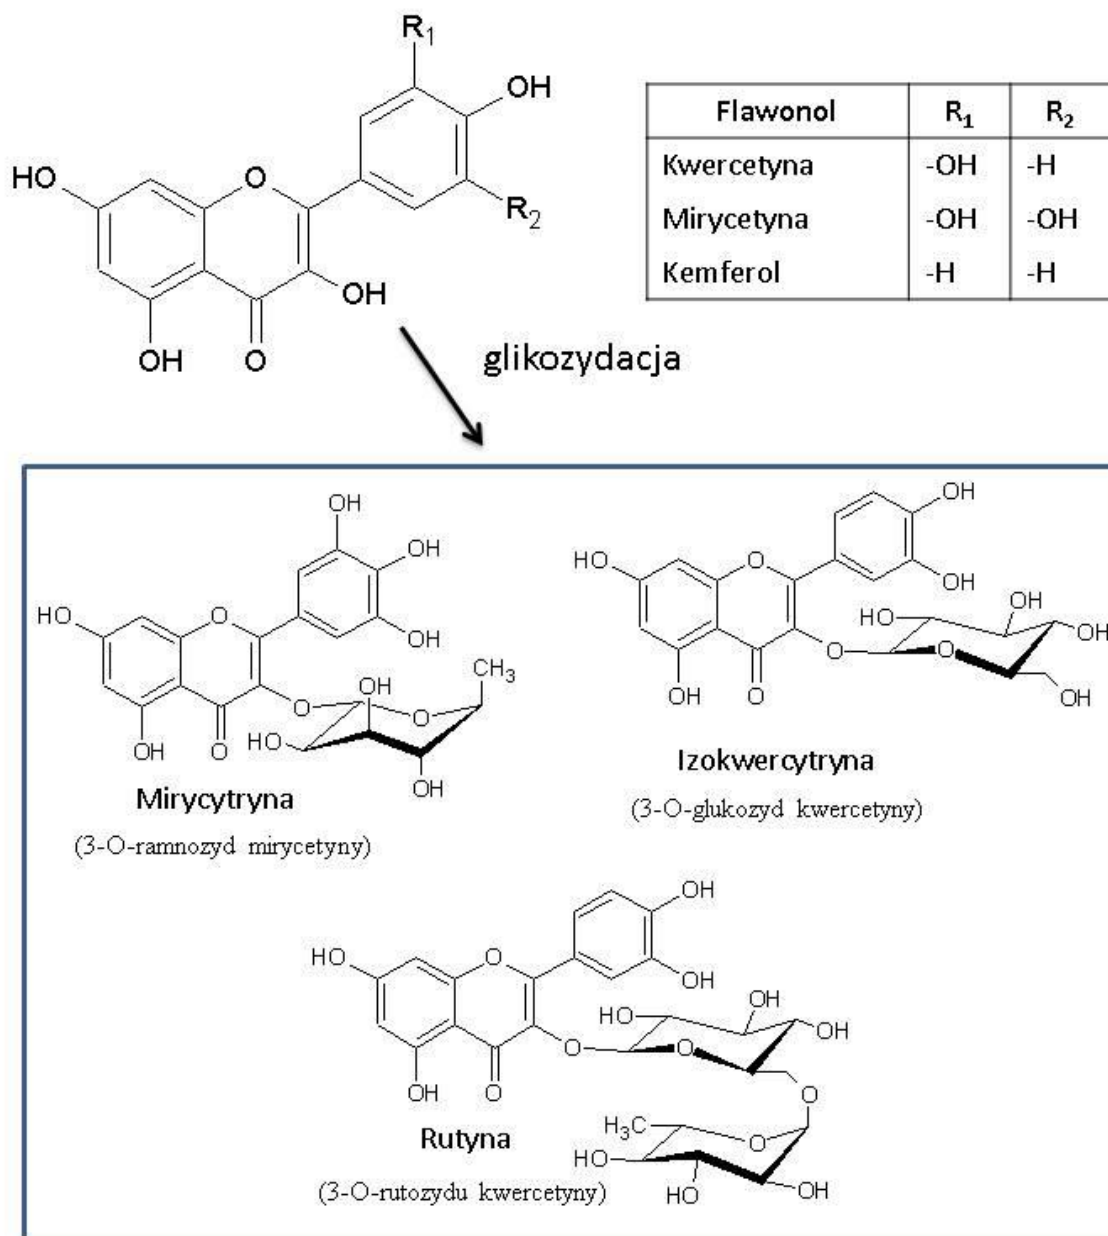 R₁
OH
HO
O
R₂
OH
OH
O
Flawonol R₁ R₂
Kwercetyna -OH -H
Mirycetyna -OH -OH
Kemferol -H -H
glikozydacja
OH
OH
HO
O
OH
O
OH
O
OH
O
CH₃
HO
OH
Mirycytryna
(3-O-ramnozyd mirycetyny)
OH
HO
O
OH
OH
O
O
HO
OH
O
OH
OH
Izokwercytryna
(3-O-glukozyd kwercetyny)
OH
HO
O
OH
OH
O
O
HO
OH
O
OH
O
H₃C
O
HO
HO
OH
Rutyna
(3-O-rutozydu kwercetyny)